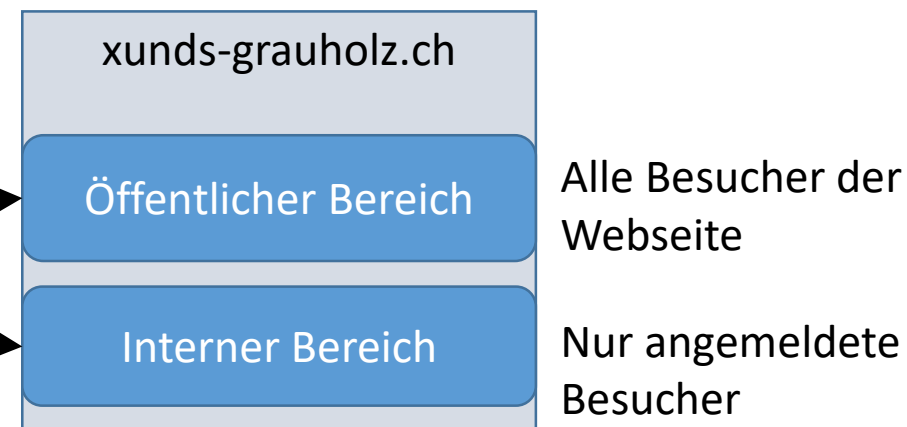 xunds-grauholz.ch
Öffentlicher Bereich
Alle Besucher der
Webseite
Interner Bereich
Nur angemeldete
Besucher